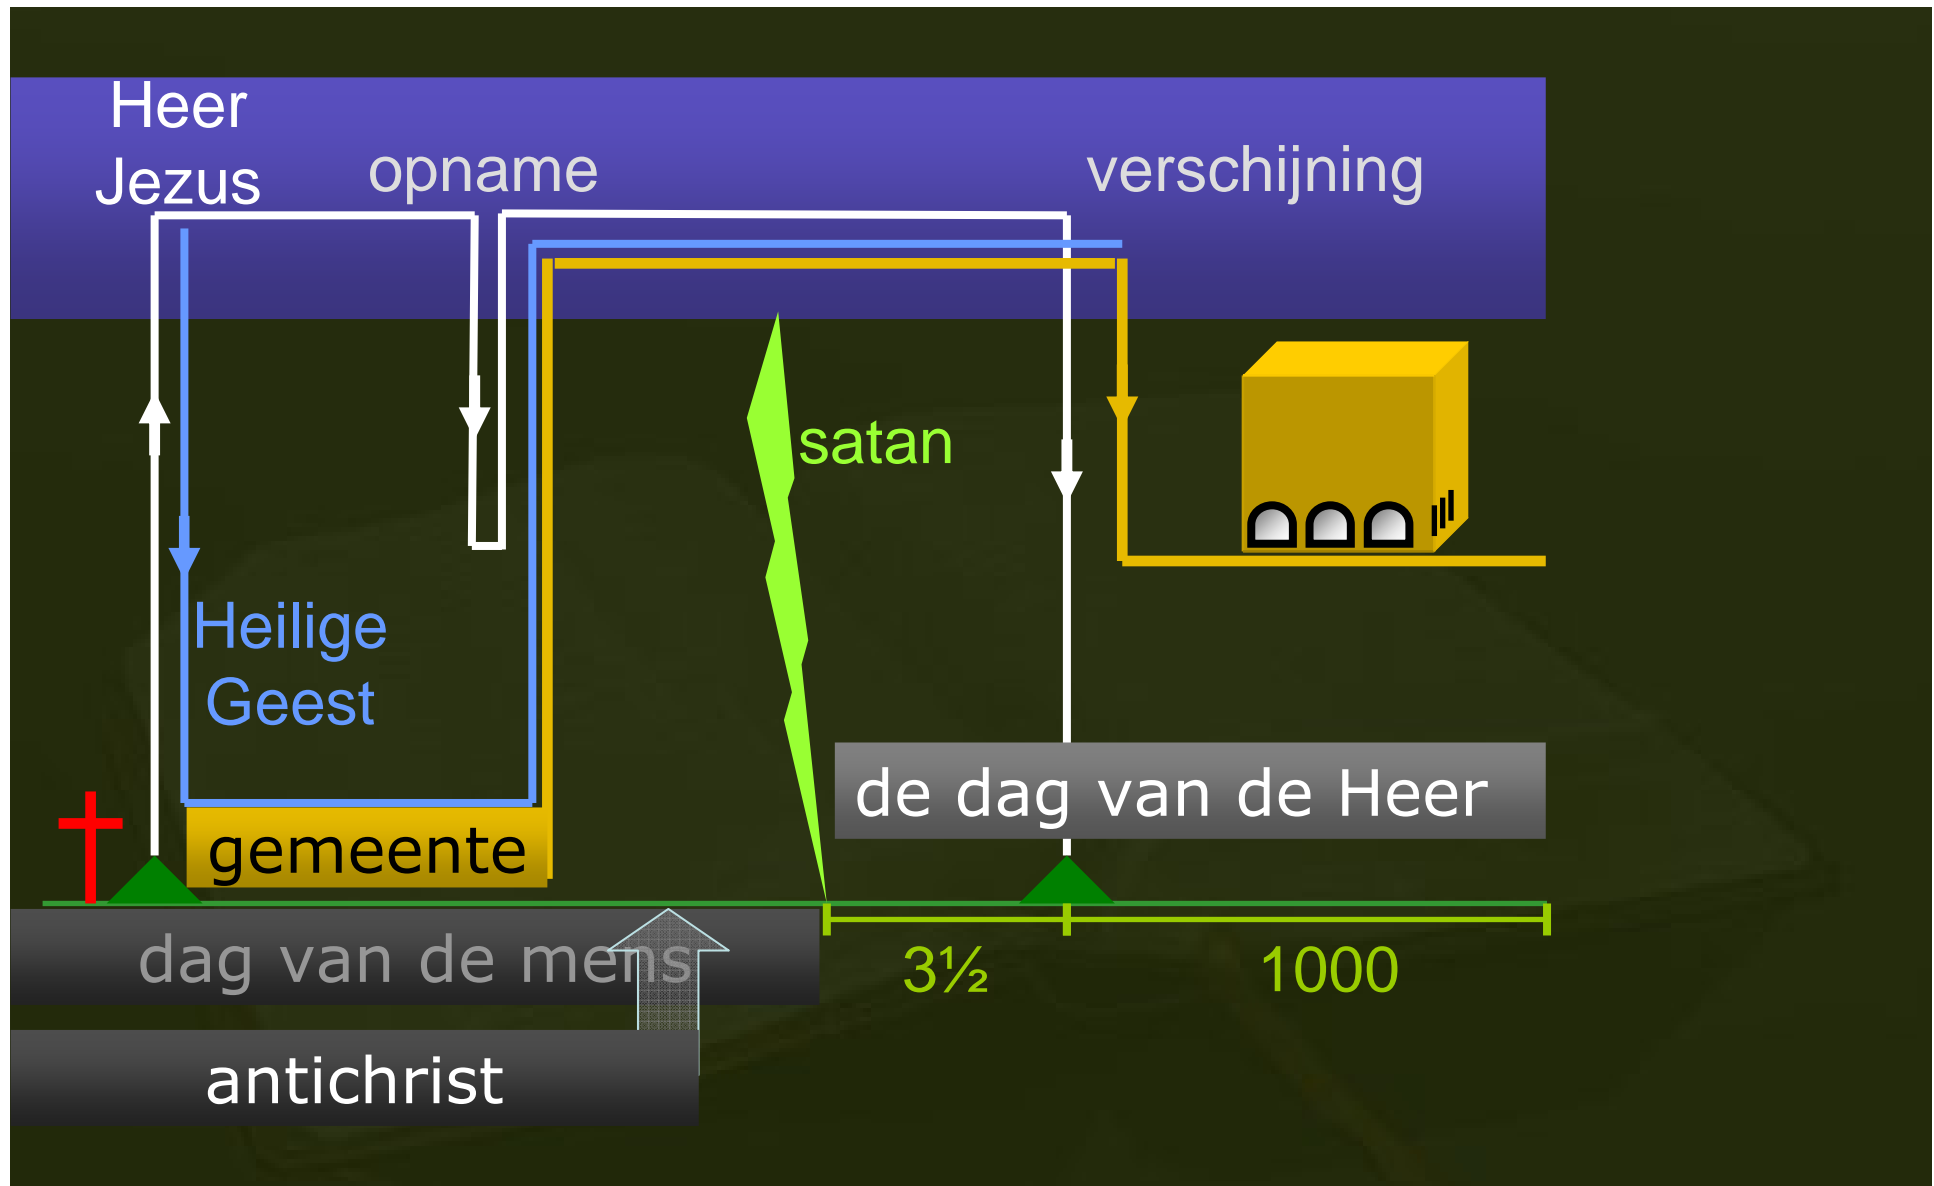 Heer
Jezus
opname
verschijning
satan
Heilige
Geest
de dag van de Heer
gemeente
dag van de mens
3½
1000
antichrist